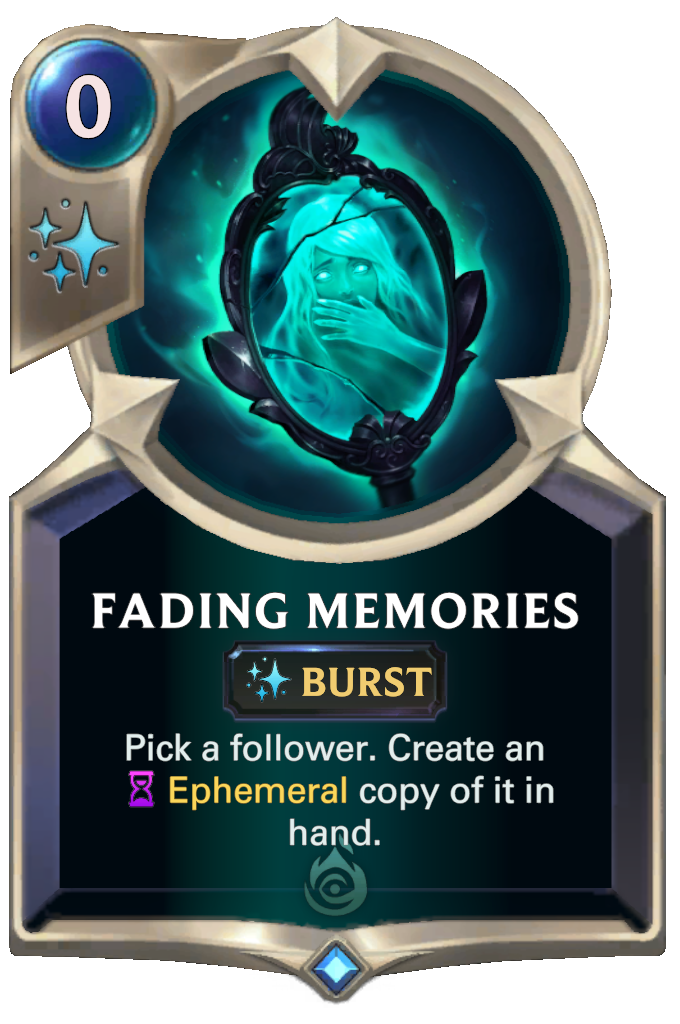 0
FADING MEMORIES
BURST
Pick a follower. Create an
Ephemeral copy of it in
hand.